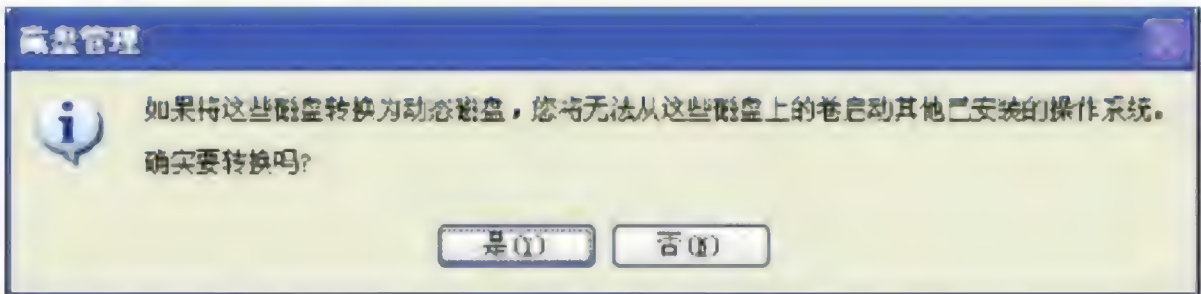 磁盘管理
如果将这些磁盘转换为动态磁盘，您将无法从这些磁盘上的卷启动其他已安装的操作系统。
确实要转换吗?
是(Y)
否(N)